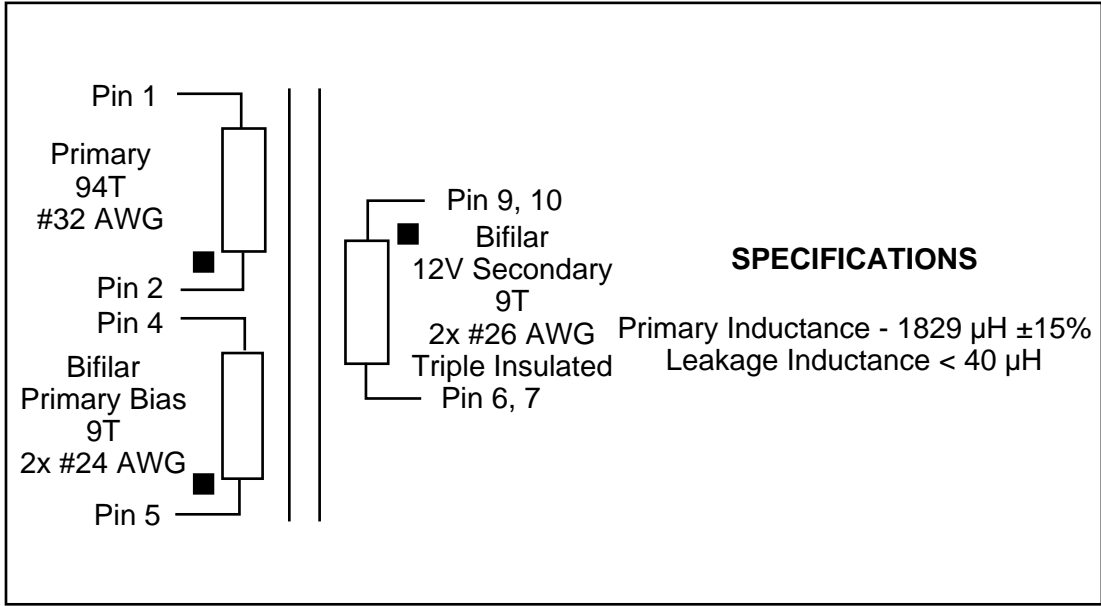 Pin 1
Primary
94T
#32 AWG
Pin 2
Pin 4
Bifilar
Primary Bias
9T
2x #24 AWG
Pin 5
Pin 9, 10
Bifilar
12V Secondary
9T
2x #26 AWG
Triple Insulated
Pin 6, 7
SPECIFICATIONS
Primary Inductance - 1829 µH ±15%
Leakage Inductance < 40 µH